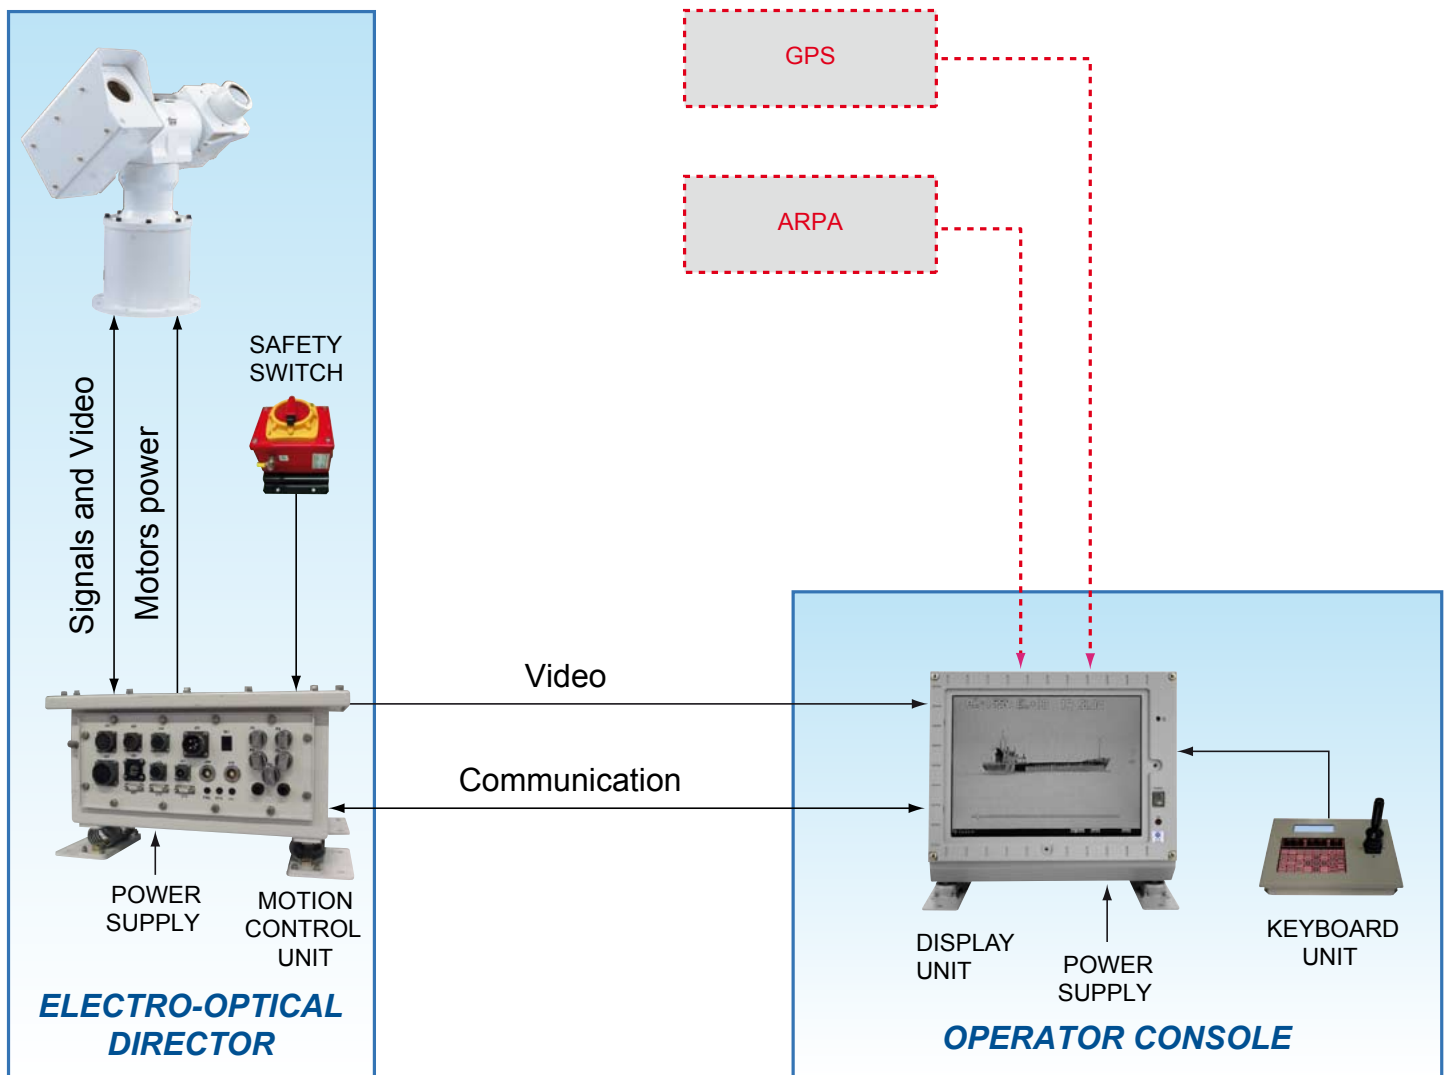 GPS
ARPA
SAFETY
SWITCH
Signals and Video
Motors power
Video
Communication
POWER
SUPPLY
MOTION
CONTROL
UNIT
DISPLAY
UNIT
POWER
SUPPLY
KEYBOARD
UNIT
ELECTRO-OPTICAL
DIRECTOR
OPERATOR CONSOLE